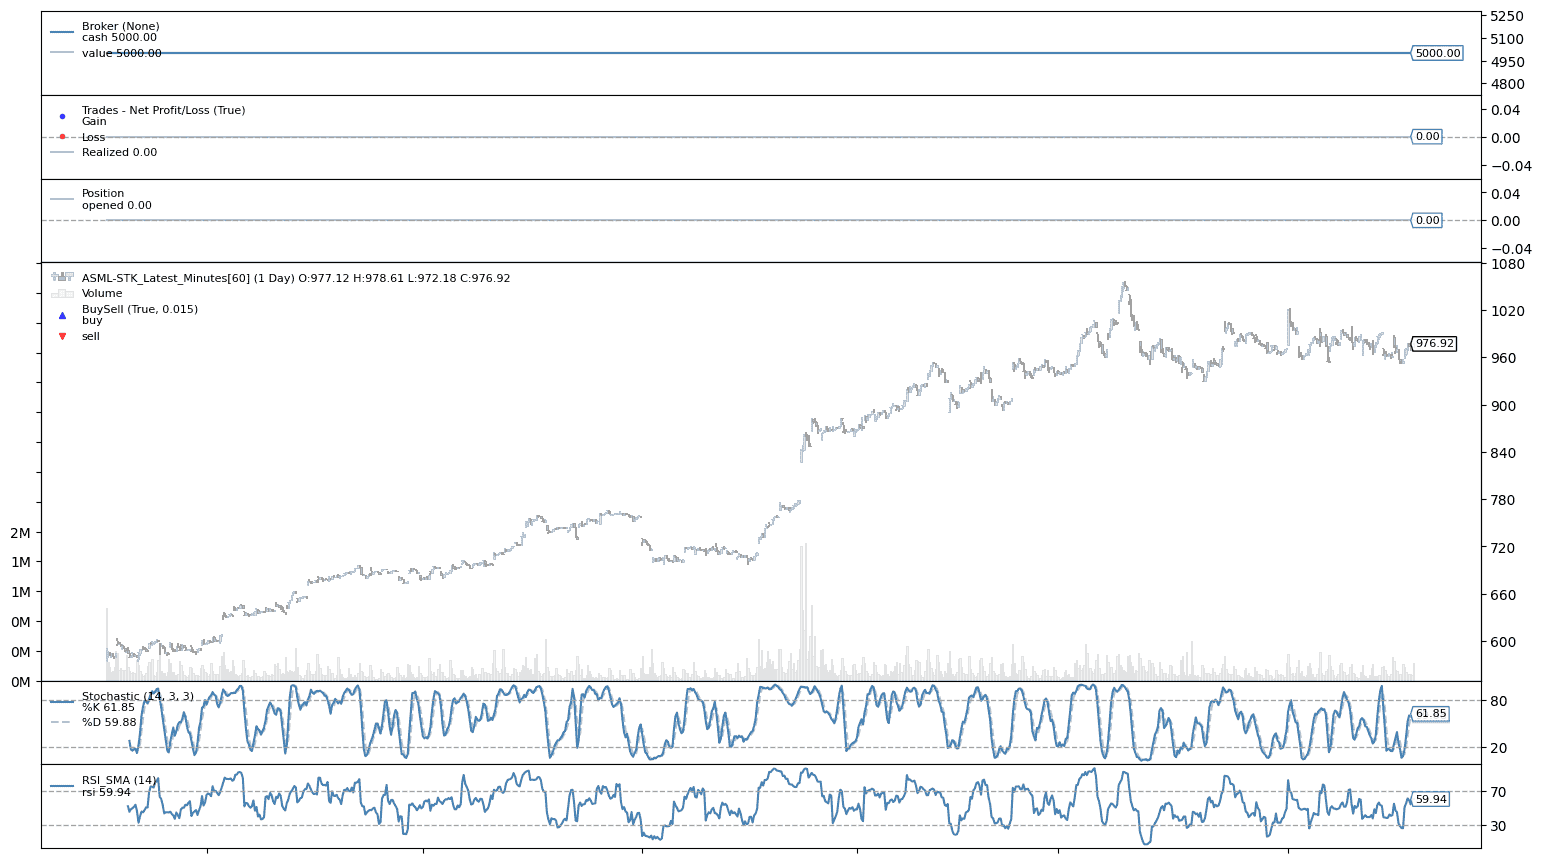 Broker (None)
cash 5000.00
value 5000.00
5250
5100
4950
4800
5000.00
Trades - Net Profit/Loss (True)
Gain
Loss
Realized 0.00
0.04
0.00
−0.04
0.00
Position
opened 0.00
0.04
0.00
−0.04
0.00
ASML-STK_Latest_Minutes[60] (1 Day) O:977.12 H:978.61 L:972.18 C:976.92
Volume
BuySell (True, 0.015)
buy
sell
1080
1020
960
900
840
780
720
660
600
976.92
2M
1M
1M
0M
0M
0M
Stochastic (14, 3, 3)
%K 61.85
%D 59.88
80
20
61.85
RSI_SMA (14)
rsi 59.94
70
30
59.94